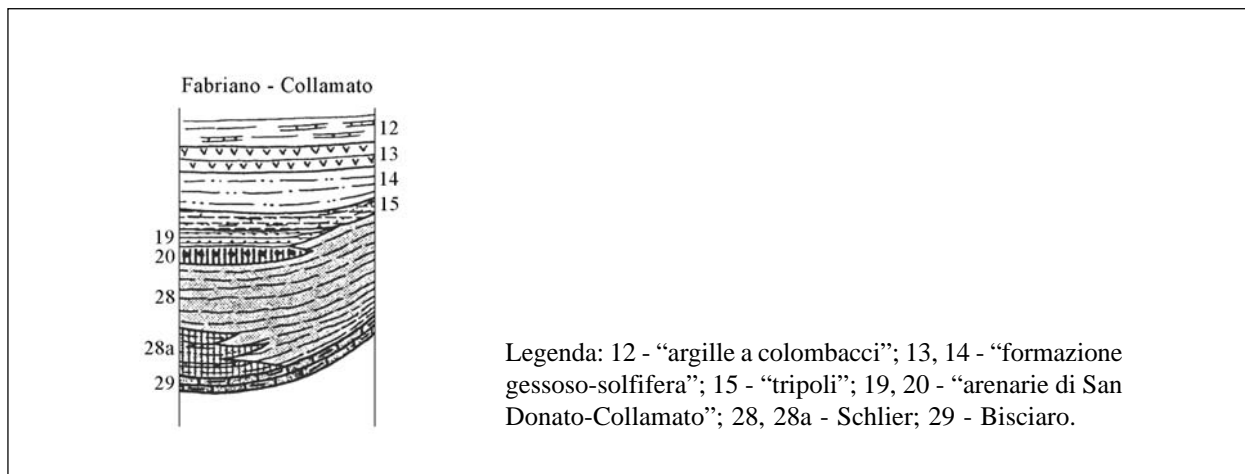 Fabriano - Collamato
12
13
14
15
19
20
28
28a
29
Legenda: 12 - “argille a colombacci”; 13, 14 - “formazione
gessoso-solfifera”; 15 - “tripoli”; 19, 20 - “arenarie di San
Donato-Collamato”; 28, 28a - Schlier; 29 - Bisciaro.